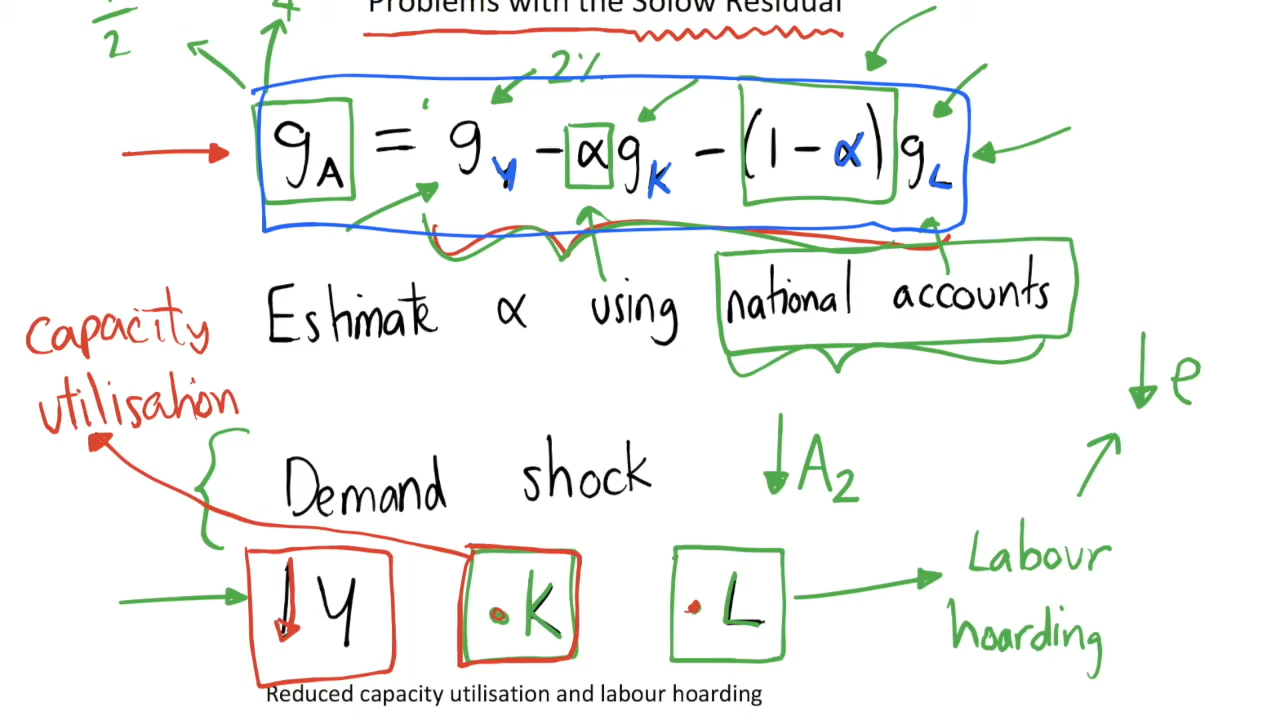 Problems with the Solow Residual
2
2%
gA = gY - αgK - (1 - α) gL
Estimate α using national accounts
Capacity
utilisation
↓ e
Demand shock
↓ A2
↓ Y
· K
· L
Labour
hoarding
Reduced capacity utilisation and labour hoarding